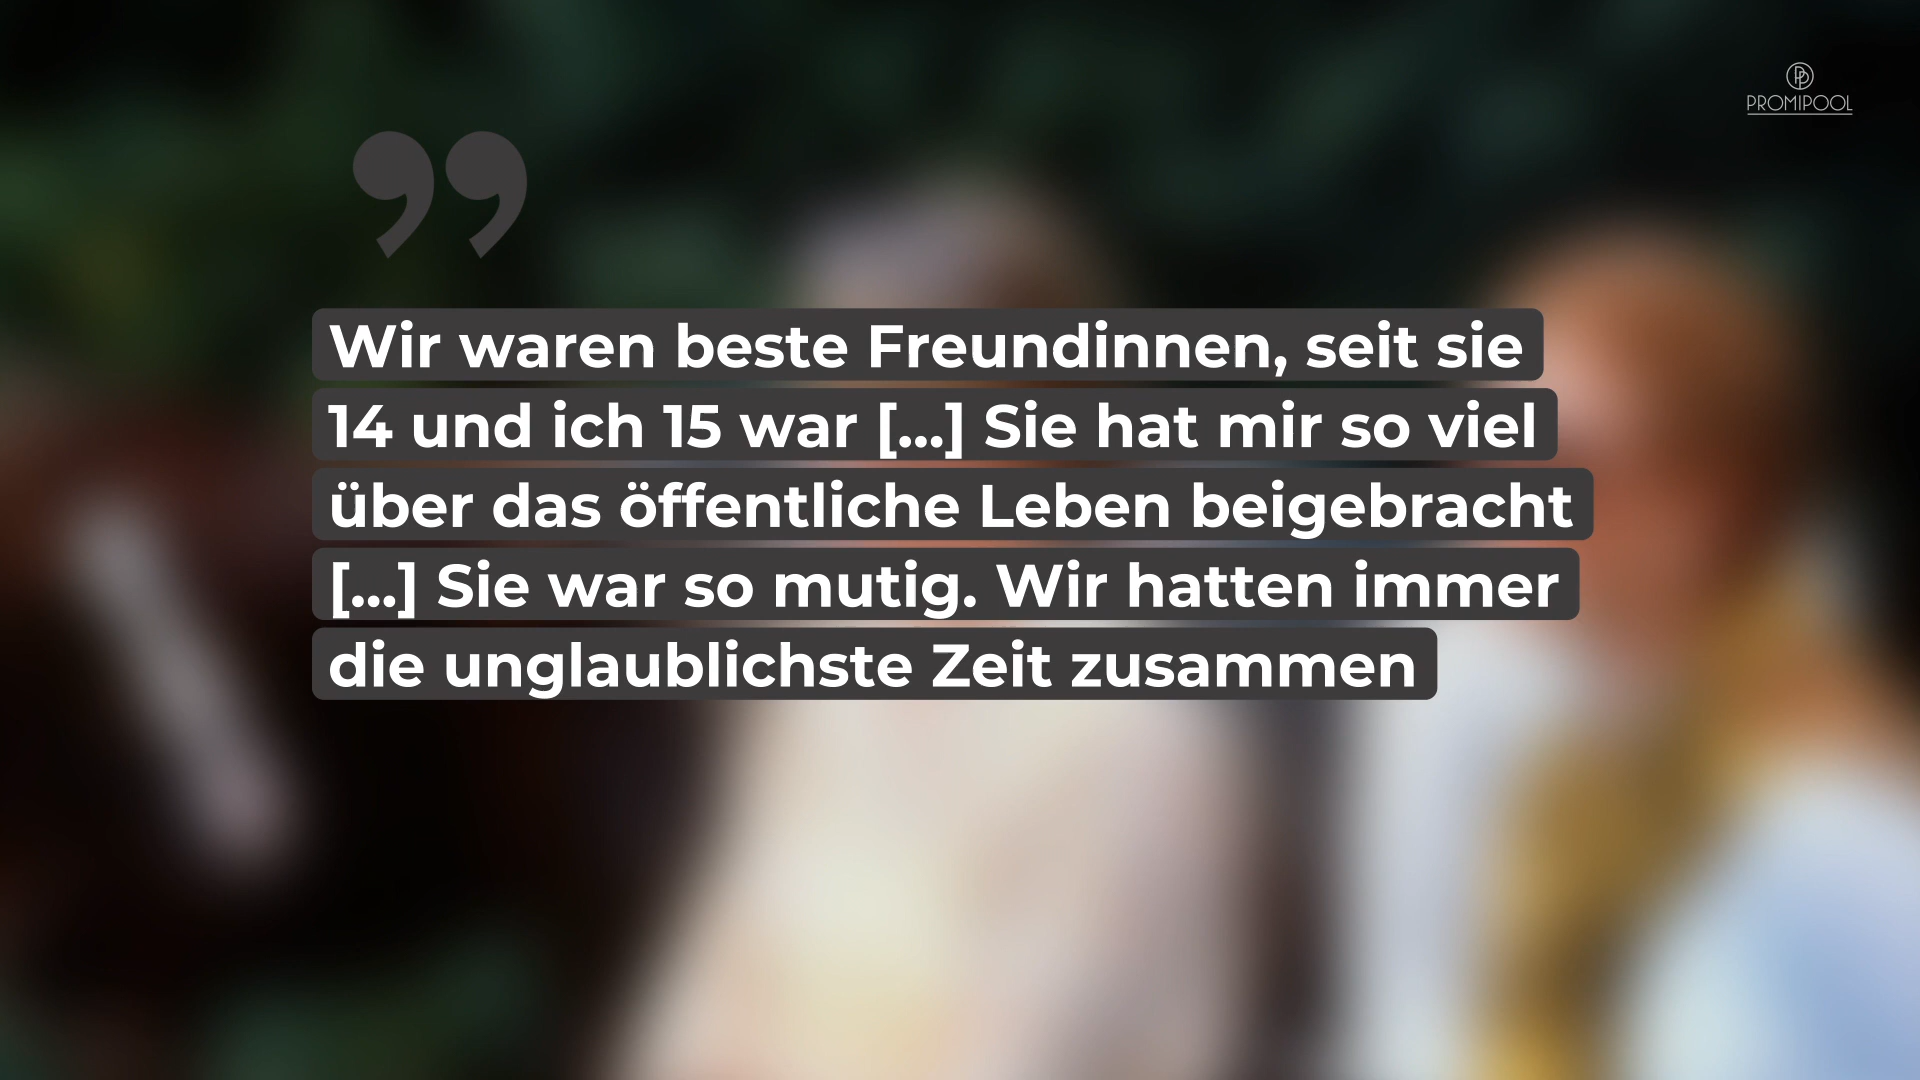 PROMIPOOL
”
Wir waren beste Freundinnen, seit sie
14 und ich 15 war [...] Sie hat mir so viel
über das öffentliche Leben beigebracht
[...] Sie war so mutig. Wir hatten immer
die unglaublichste Zeit zusammen